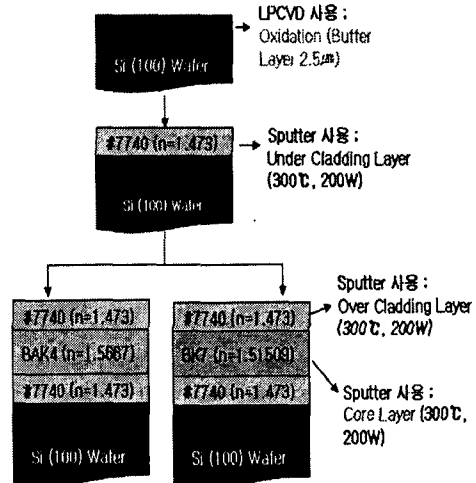 LPCVD 사용 :
Oxidation (Buffer
Layer 2.5㎛)
Si (100) Wafer
#7740 (n=1.473)
Sputter 사용 :
Under Cladding Layer
(300℃, 200W)
Si (100) Wafer
Sputter 사용 :
Over Cladding Layer
(300℃, 200W)
#7740 (n=1.473)
#7740 (n=1.473)
BAK4 (n=1.5667)
BK7 (n=1.51509)
#7740 (n=1.473)
#7740 (n=1.473)
Sputter 사용 :
Core Layer (300℃,
200W)
Si (100) Wafer
Si (100) Wafer